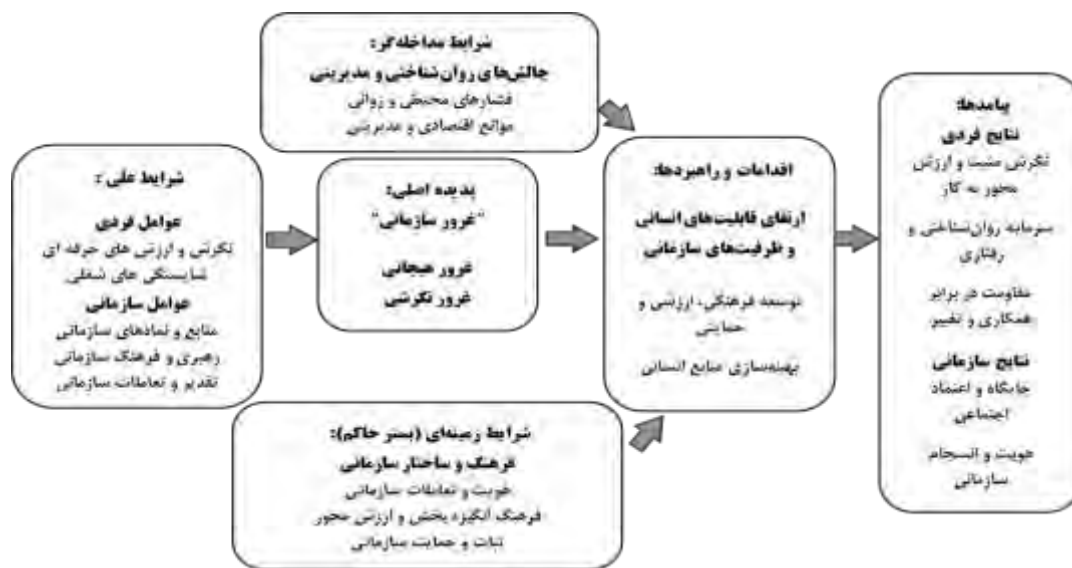 شرایط مداخله‌گر:
چالش‌های روان‌شناختی و مدیریتی
فشارهای محیطی و روانی
موانع اقتصادی و مدیریتی
شرایط علّی:
عوامل فردی
نگرش و ارزش های حرفه ای
شایستگی های شغلی
عوامل سازمانی
منابع و نمادهای سازمانی
رهبری و فرهنگ سازمانی
تقدیر و تعاملات سازمانی
پدیده اصلی:
"غرور سازمانی"
غرور هیجانی
غرور نگرشی
شرایط زمینه‌ای (بستر حاکم):
فرهنگ و ساختار سازمانی
هویت و تعاملات سازمانی
فرهنگ انگیزه‌بخش و ارزش محور
ثبات و حمایت سازمانی
اقدامات و راهبردها:
ارتقای قابلیت‌های انسانی
و ظرفیت‌های سازمانی
توسعه فرهنگی، ارزشی و
حمایتی
بهینه‌سازی منابع انسانی
پیامدها:
نتایج فردی
نگرش مثبت و ارزش
محور به کار
سرمایه روان‌شناختی و
رفتاری
مقاومت در برابر
همکاری و تغییر
نتایج سازمانی
جایگاه و اعتماد
اجتماعی
هویت و انسجام
سازمانی